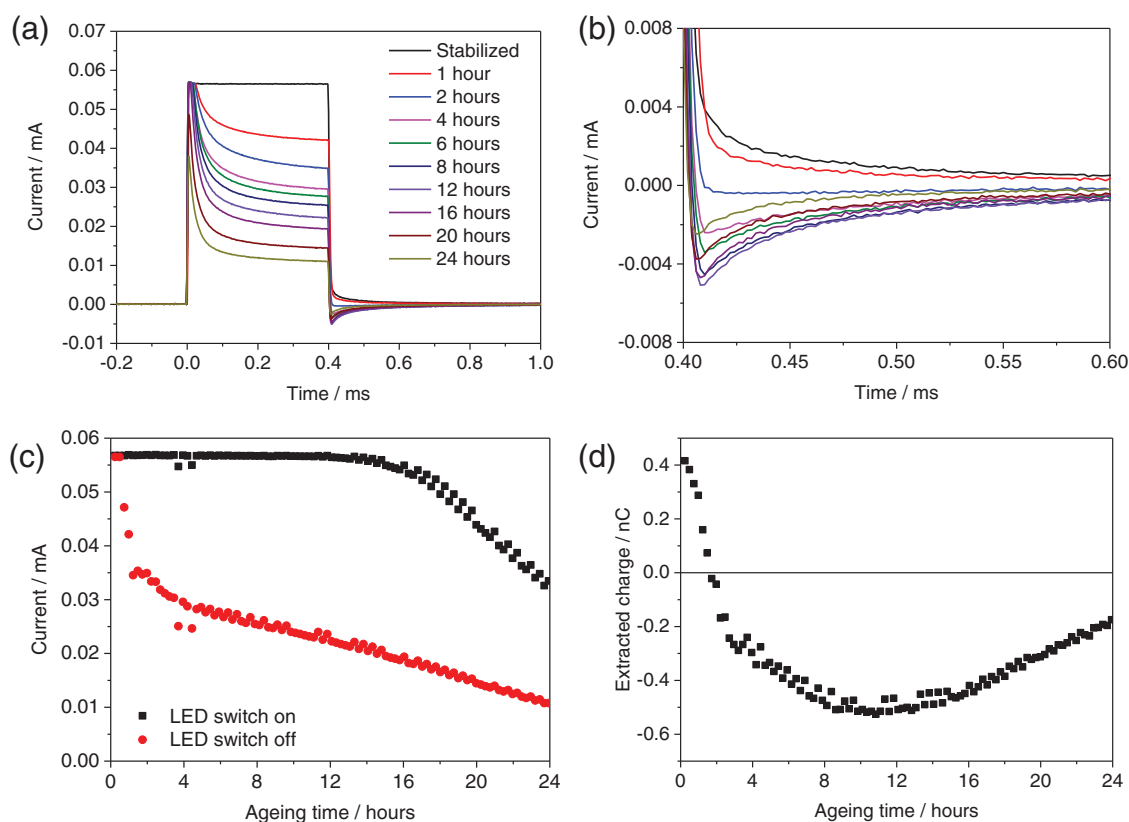 (a)
0.07
0.06
0.05
0.04
0.03
0.02
0.01
0.00
-0.01
Current / mA
-0.2
0.0
0.2
0.4
0.6
0.8
1.0
Time / ms
Stabilized
1 hour
2 hours
4 hours
6 hours
8 hours
12 hours
16 hours
20 hours
24 hours
(b)
0.008
0.004
0.000
-0.004
-0.008
Current / mA
0.40
0.45
0.50
0.55
0.60
Time / ms
(c)
0.06
0.05
0.04
0.03
0.02
0.01
0.00
Current / mA
LED switch on
LED switch off
0
4
8
12
16
20
24
Ageing time / hours
(d)
0.4
0.2
0.0
-0.2
-0.4
-0.6
Extracted charge / nC
0
4
8
12
16
20
24
Ageing time / hours